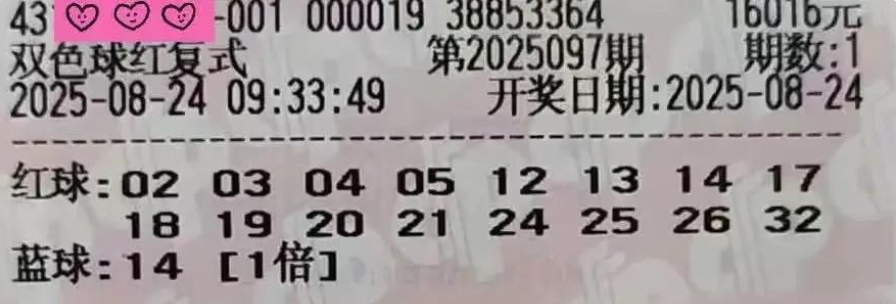 43 -001 000019 38853364 16016元
双色球红复式 第2025097期 期数:1
2025-08-24 09:33:49 开奖日期:2025-08-24
红球:02 03 04 05 12 13 14 17
18 19 20 21 24 25 26 32
蓝球:14 [1倍]